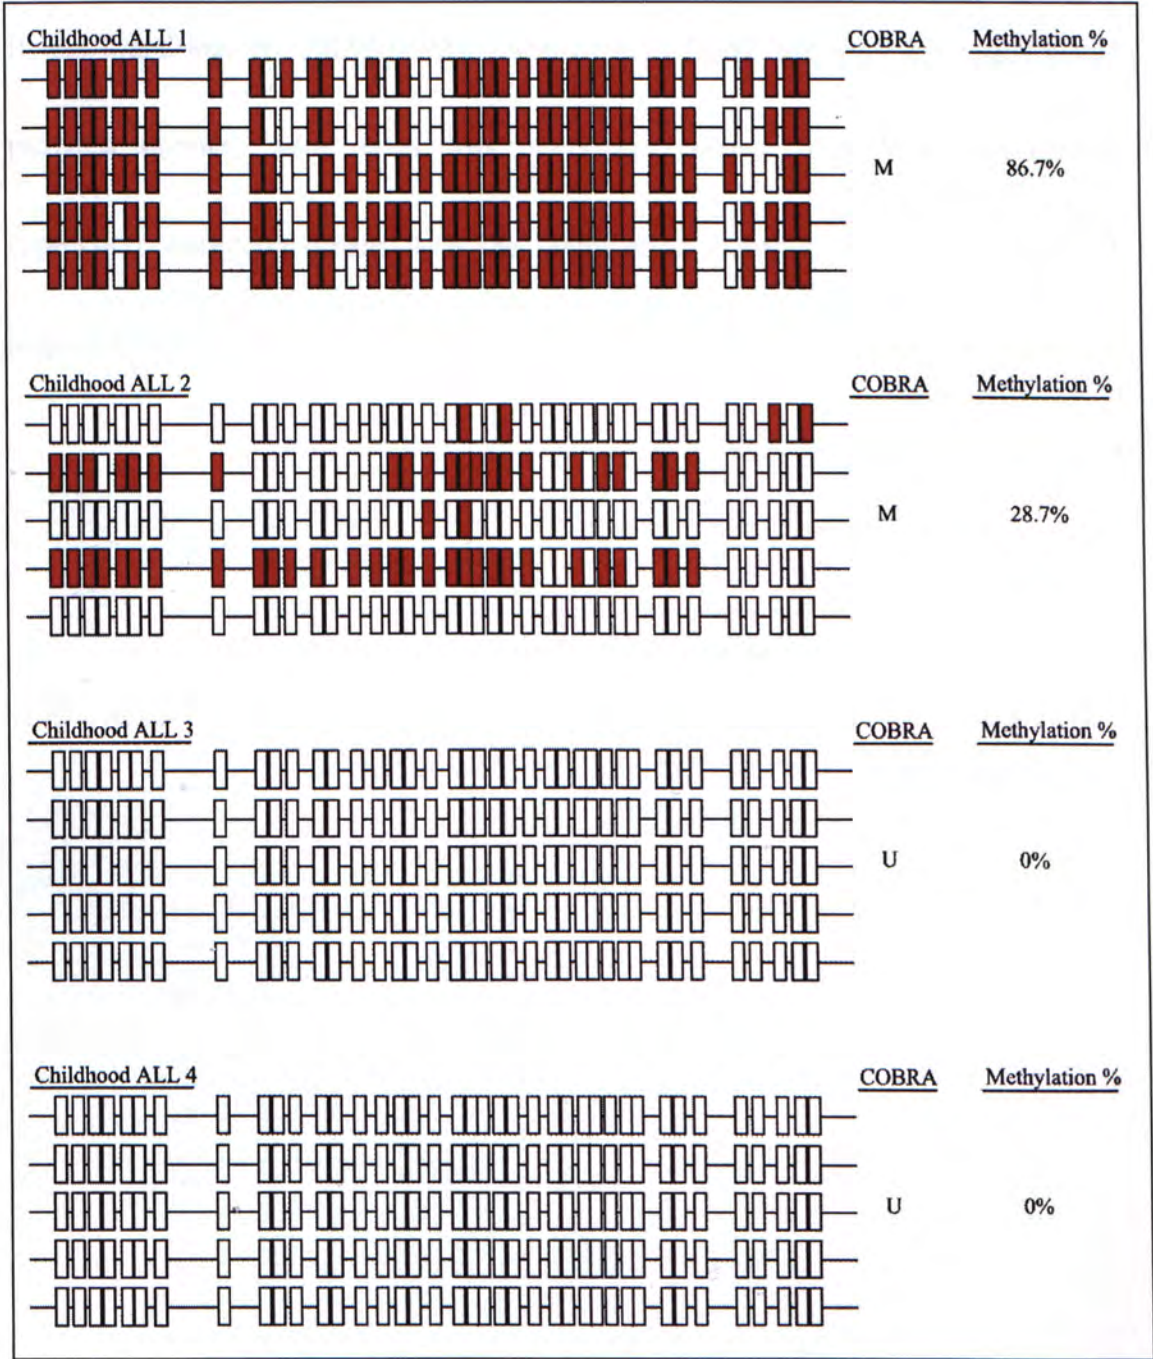 Childhood ALL 1 COBRA Methylation %
M 86.7%
Childhood ALL 2 COBRA Methylation %
M 28.7%
Childhood ALL 3 COBRA Methylation %
U 0%
Childhood ALL 4 COBRA Methylation %
U 0%